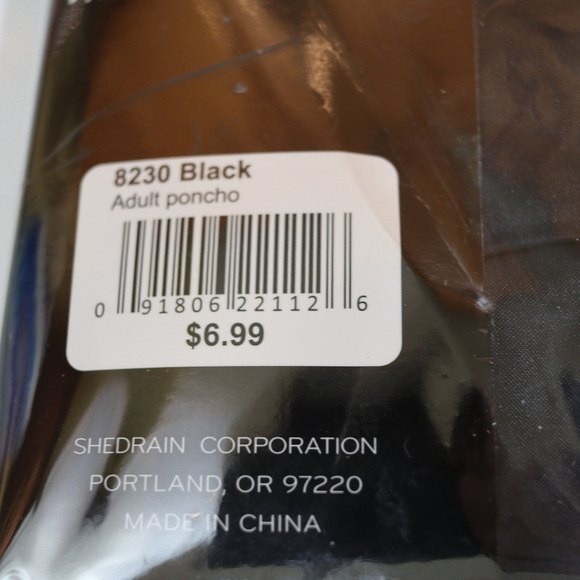 8230 Black
Adult poncho
0 91806 22112 6
$6.99
SHEDRAIN CORPORATION
PORTLAND, OR 97220
MADE IN CHINA